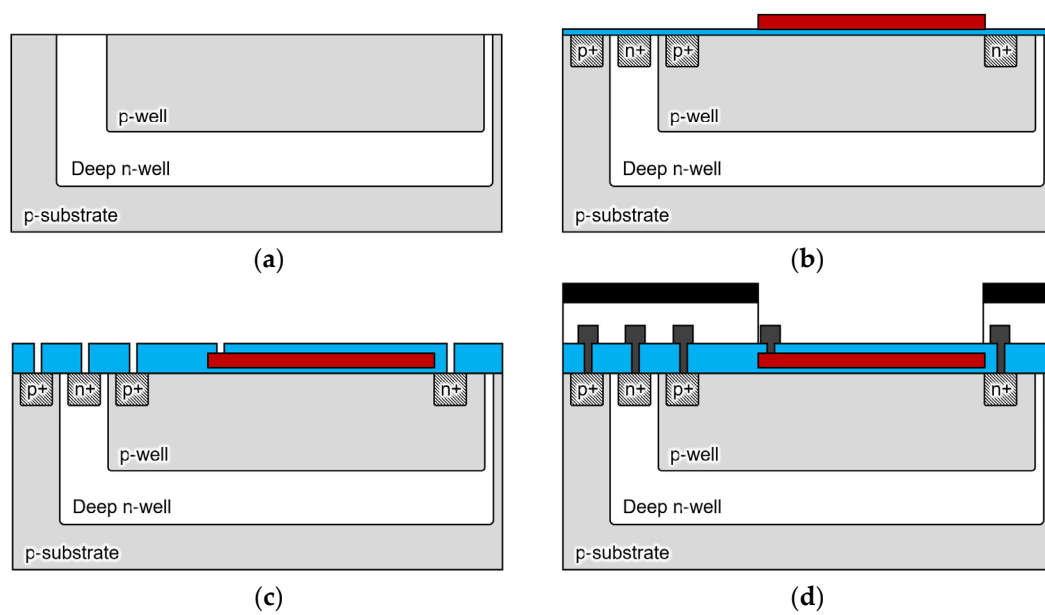 p-well
Deep n-well
p-substrate
(a)
p+ n+ p+ n+
p-well
Deep n-well
p-substrate
(b)
p+ n+ p+ n+
p-well
Deep n-well
p-substrate
(c)
p+ n+ p+ n+
p-well
Deep n-well
p-substrate
(d)